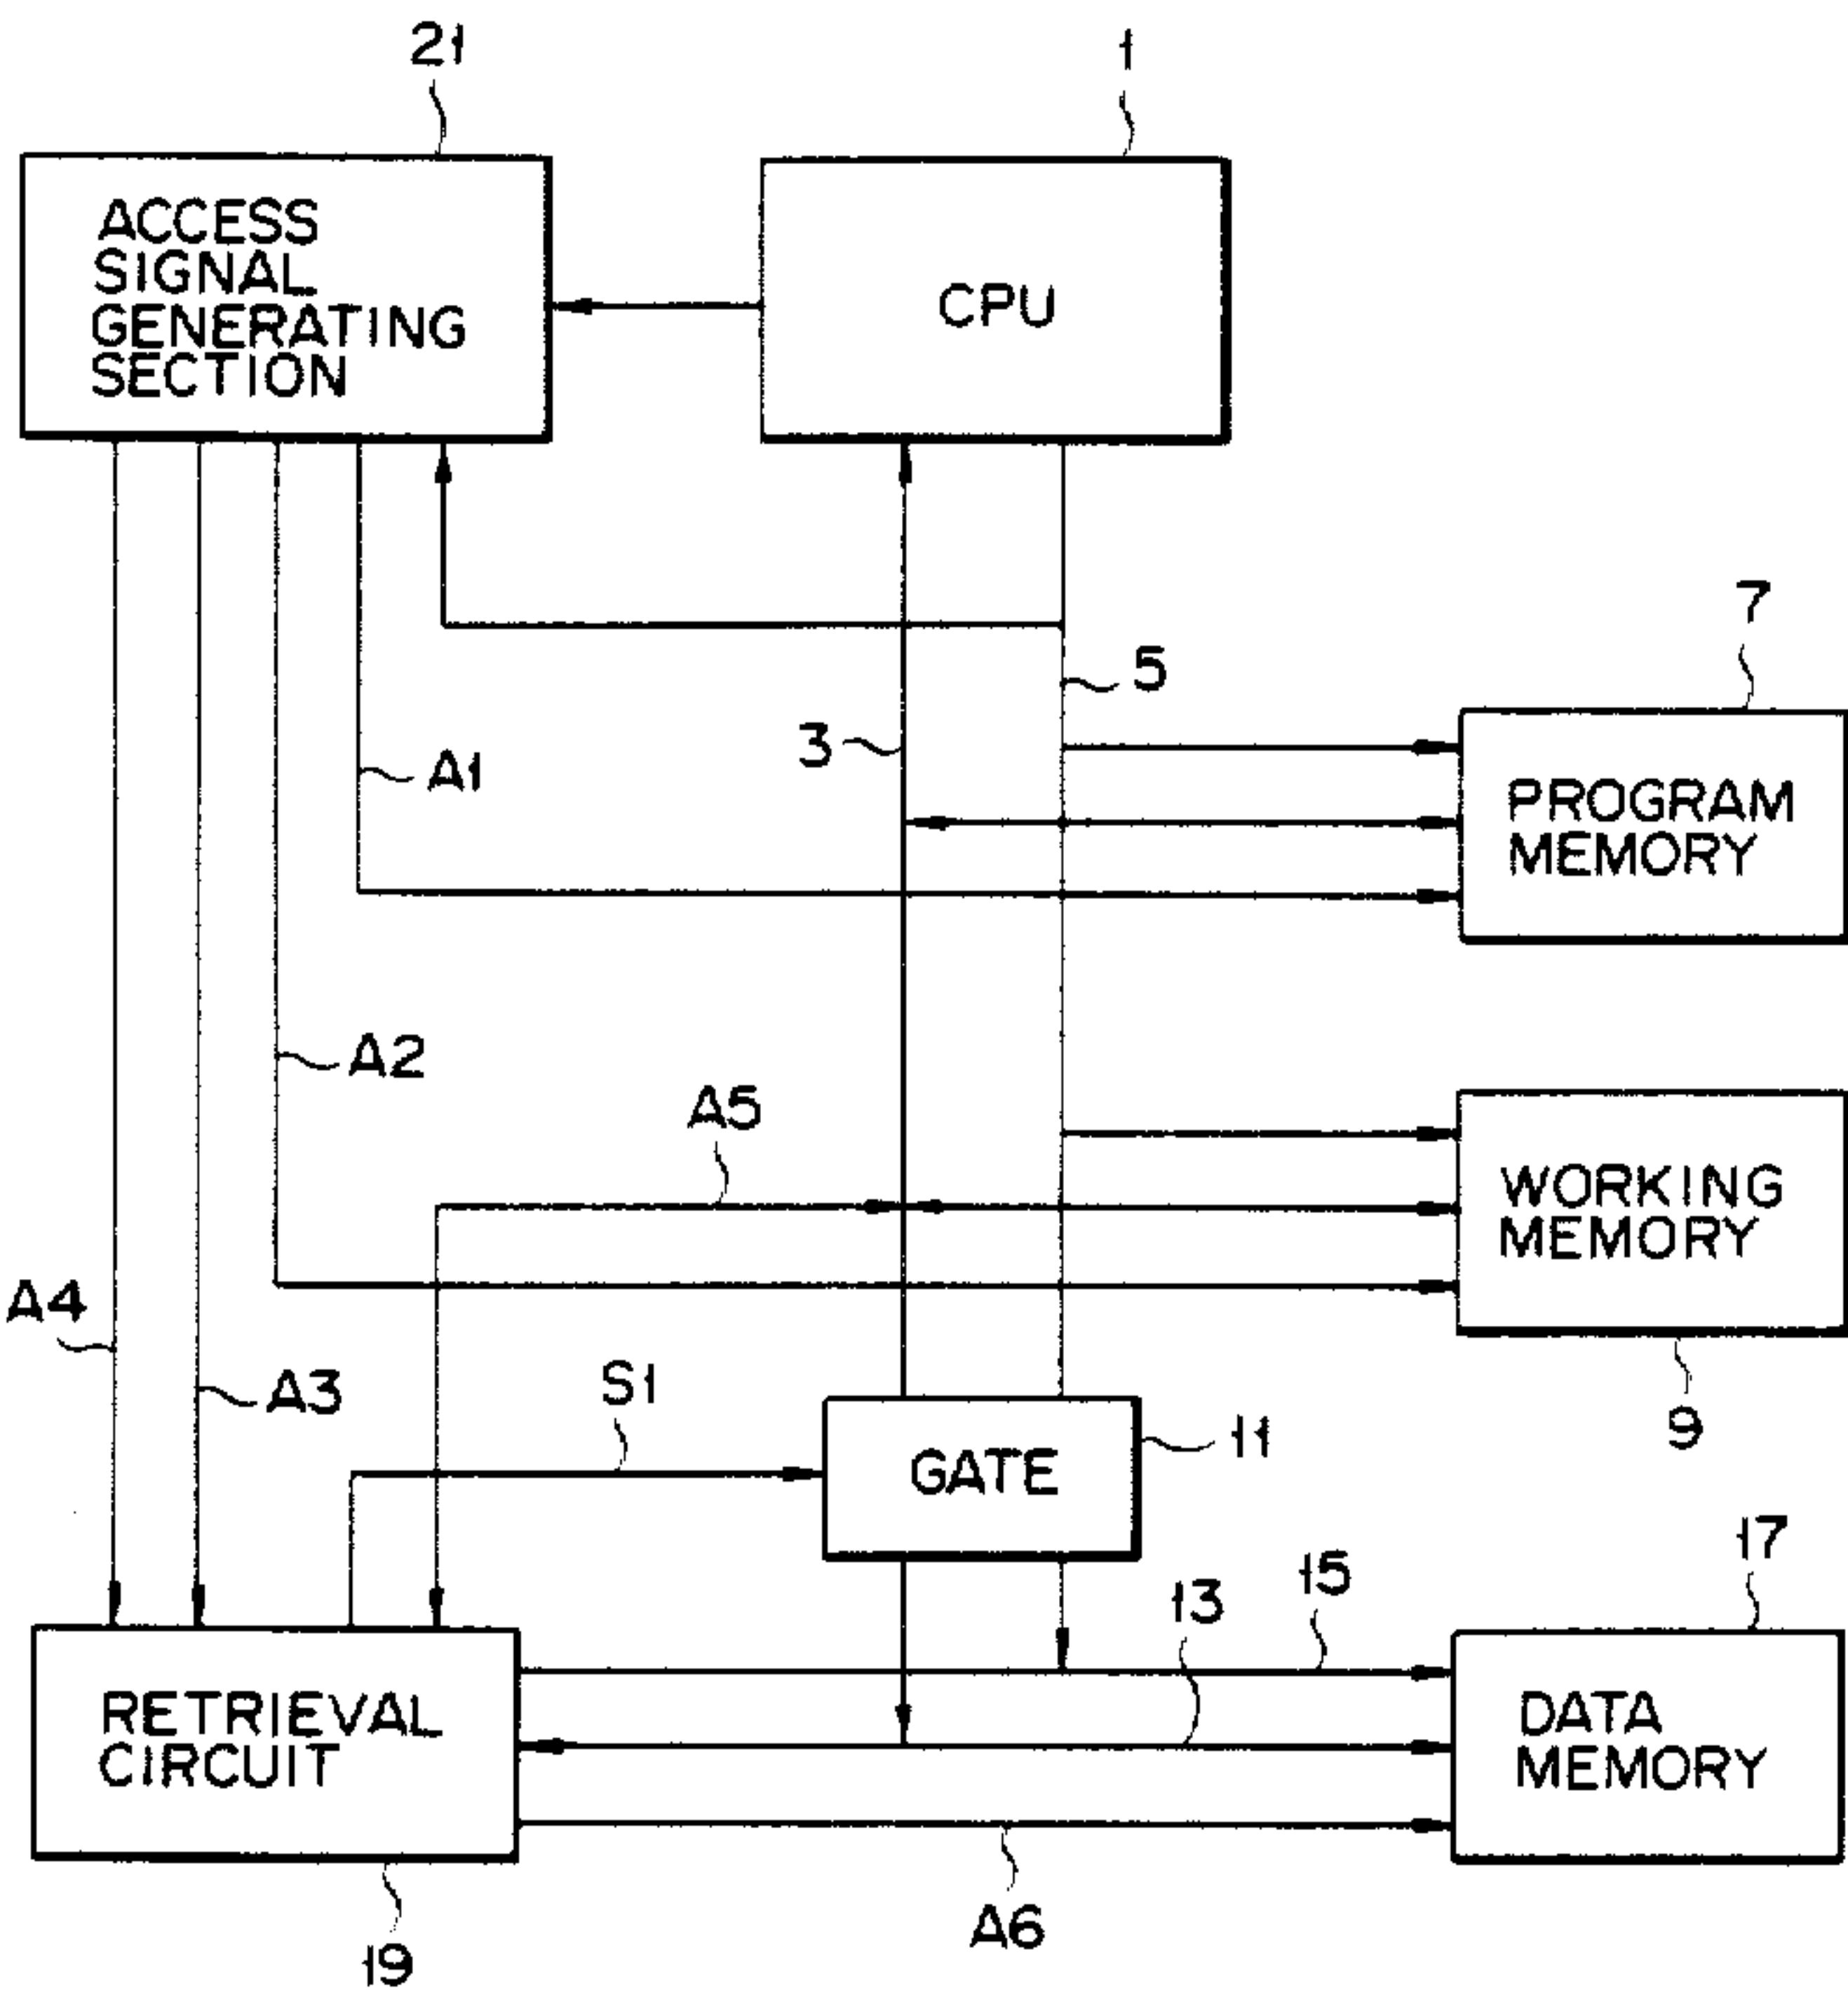 21
1
ACCESS
SIGNAL
GENERATING
SECTION
CPU
7
5
3
A1
PROGRAM
MEMORY
A2
A5
WORKING
MEMORY
A4
A3
S1
9
11
GATE
17
15
13
RETRIEVAL
CIRCUIT
DATA
MEMORY
A6
19